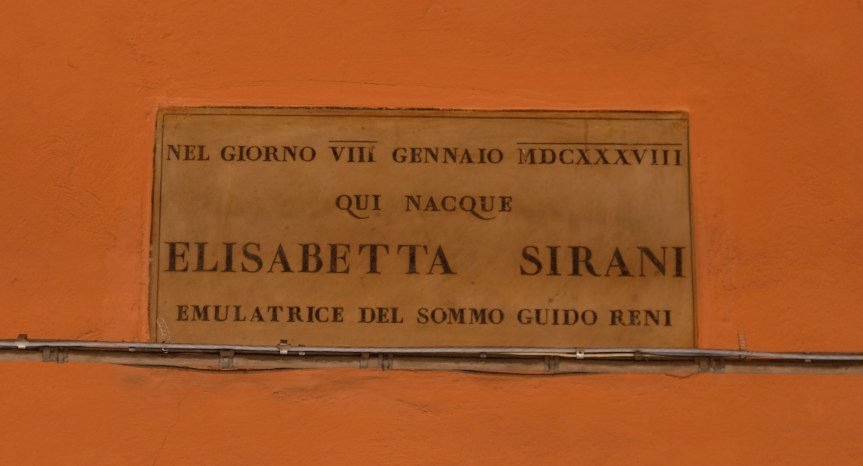 NEL GIORNO VIII GENNAIO MDCXXXVIII
QUI NACQUE
ELISABETTA SIRANI
EMULATRICE DEL SOMMO GUIDO RENI